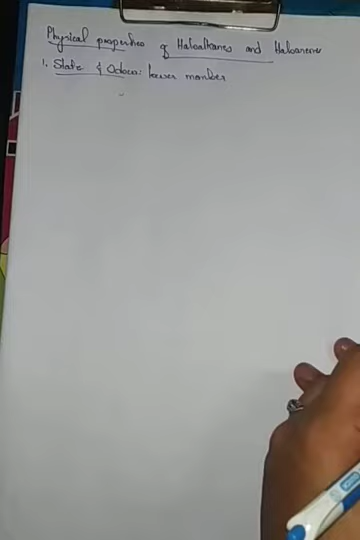 Physical properties of Haloalkanes and Haloarenes
1. State & Odour: lower member